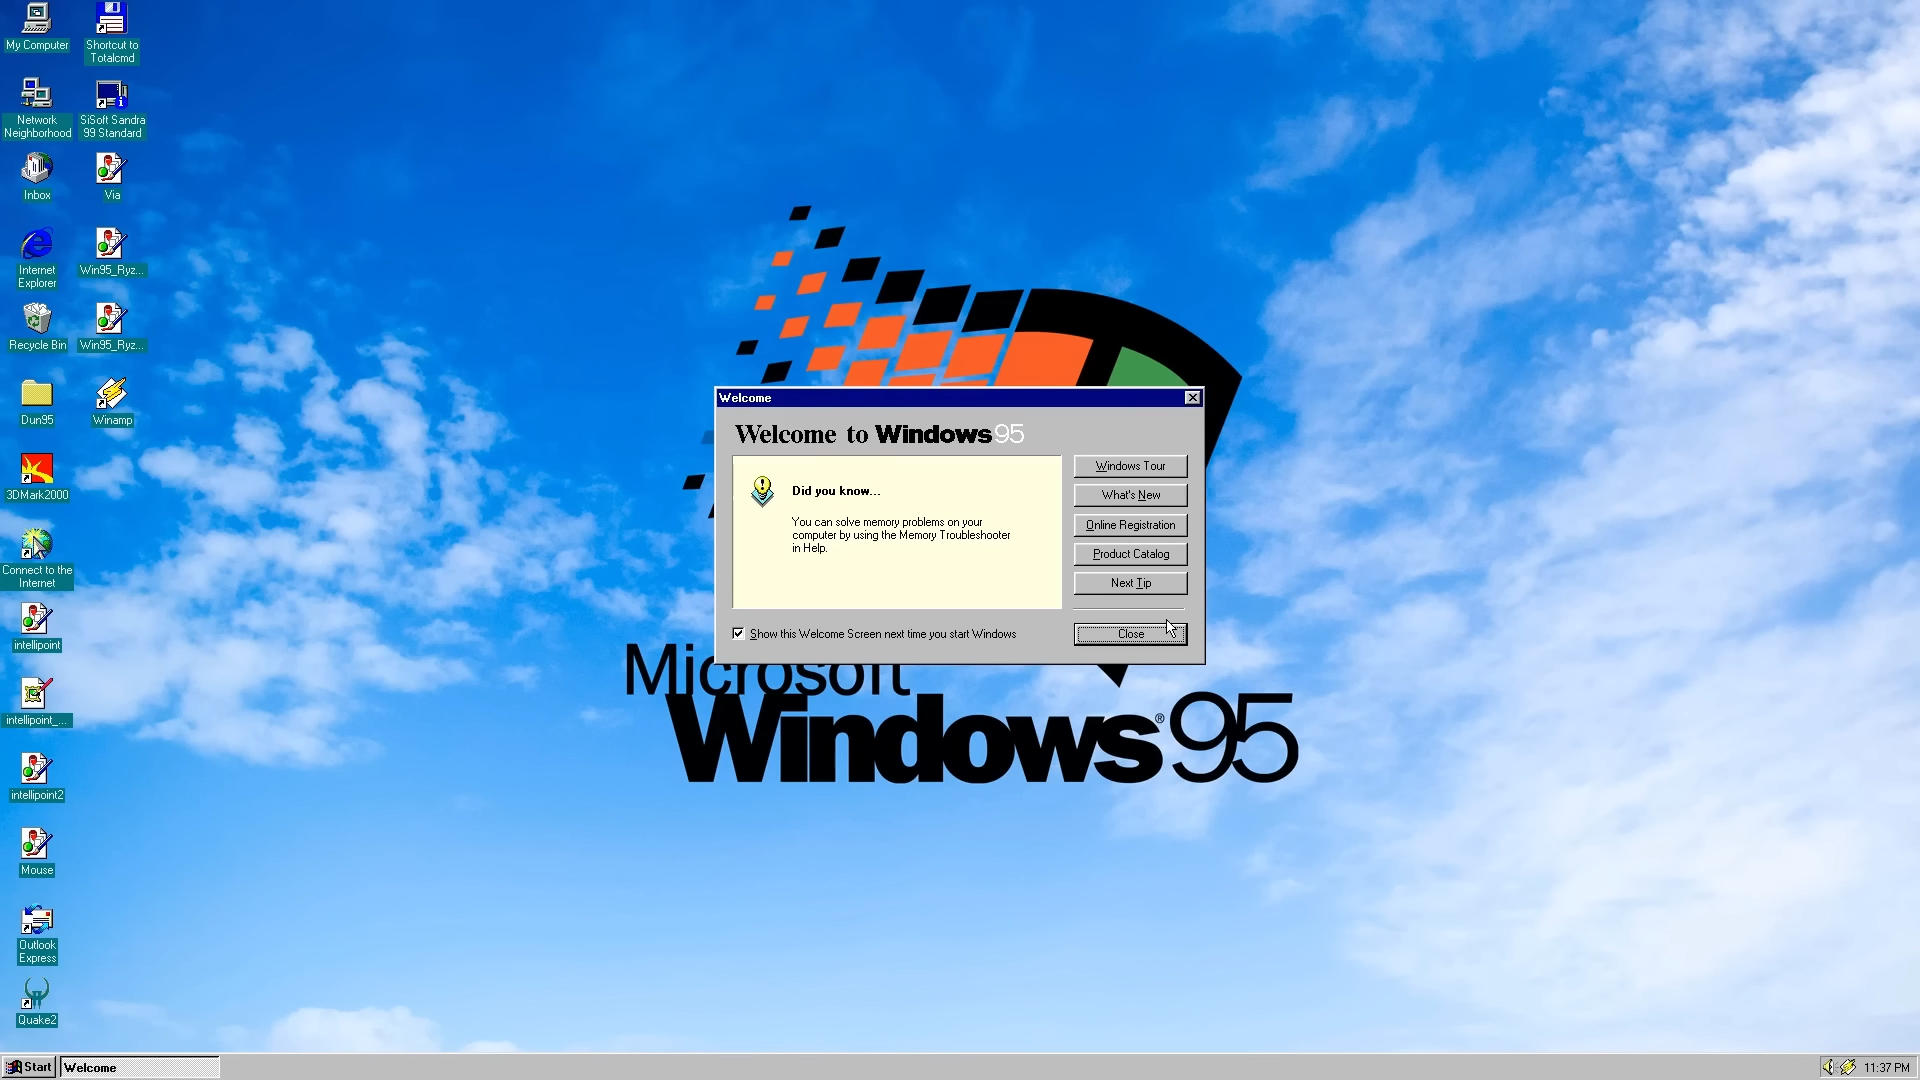 My Computer
Shortcut to
Totalcmd
Network
Neighborhood
SiSoft Sandra
99 Standard
Inbox
Via
Internet
Explorer
Win95_Ryz...
Recycle Bin
Win95_Ryz...
Dun95
Winamp
3DMark2000
Connect to the
Internet
intellipoint
intellipoint_...
intellipoint2
Mouse
Outlook
Express
Quake2
Welcome
Welcome to Windows 95
Did you know...
You can solve memory problems on your
computer by using the Memory Troubleshooter
in Help.
Windows Tour
What's New
Online Registration
Product Catalog
Next Tip
Show this Welcome Screen next time you start Windows
Close
Microsoft
Windows® 95
Start
Welcome
11:37 PM